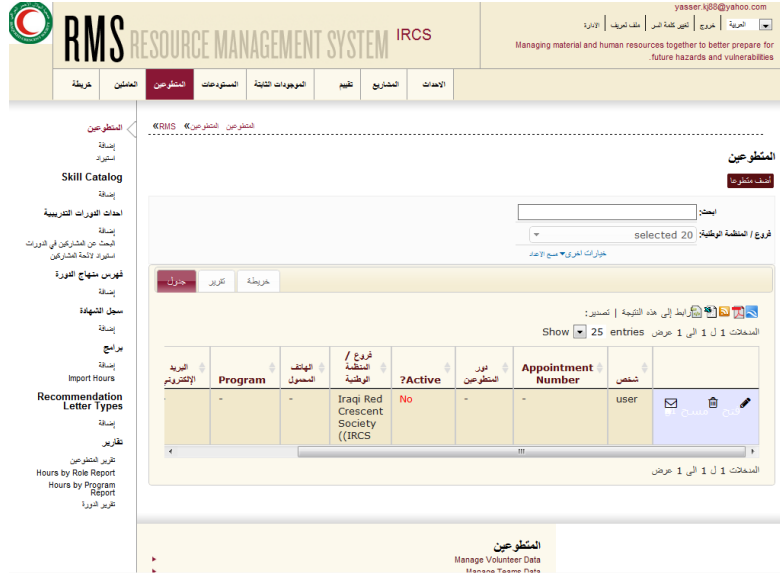 yasser.kj88@yahoo.com
العربية
خروج
تغيير كلمة السر
ملف تعريف
الادارة
Managing material and human resources together to better prepare for
.future hazards and vulnerabilities
RMS RESOURCE MANAGEMENT SYSTEM IRCS
الاحداث
المشاريع
تقييم
الموجودات الثابتة
المستودعات
المتطوعين
العاملين
خريطة
RMS» المتطوعين» المتطوعين
المتطوعين
إضافة
استيراد
Skill Catalog
إضافة
احداث الدورات التدريبية
إضافة
البحث عن المشاركين في الدورات
استيراد لائحة المشاركين
فهرس منهاج الدورة
إضافة
سجل الشهادة
إضافة
برامج
إضافة
Import Hours
Recommendation
Letter Types
إضافة
تقارير
تقرير المتطوعين
Hours by Role Report
Hours by Program
Report
تقرير الدورة
المتطوعين
أضف متطوعا
ابحث:
فروع / المنظمة الوطنية:
selected 20
خيارات اخرى
مسح الاعداد
خريطة
تقرير
جدول
رابط إلى هذه النتيجة | تصدير:
المدخلات 1 ل 1 الى 1 عرض Show 25 entries
شخص
Appointment
Number
دور
المتطوعين
?Active
فروع /
المنظمة
الوطنية
الهاتف
المحمول
Program
البريد
الإلكتروني
فتح مسح
user
-
-
No
Iraqi Red
Crescent
Society
((IRCS
-
-
-
المدخلات 1 ل 1 الى 1 عرض
المتطوعين
Manage Volunteer Data
Manage Teams Data